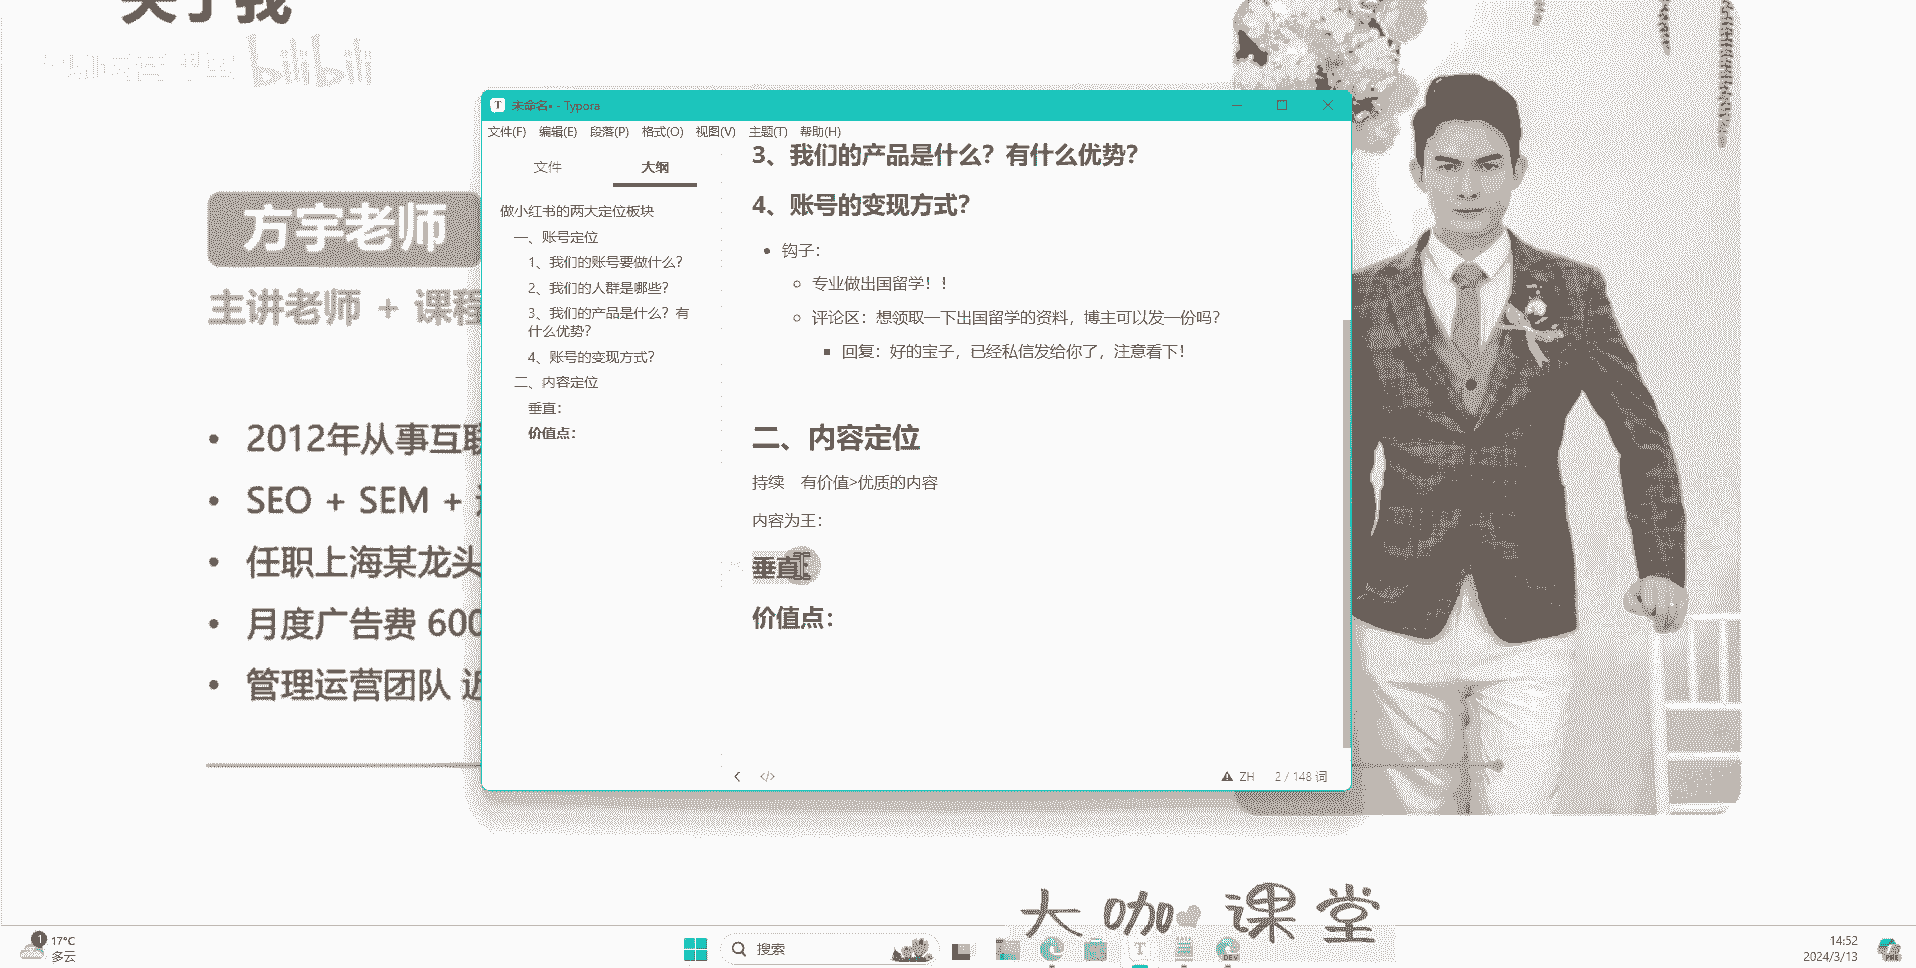 关于我
bilibili
方宇老师
主讲老师 + 课程
• 2012年从事互联
• SEO + SEM +
• 任职上海某龙头
• 月度广告费 600
• 管理运营团队 近
未命名• - Typora
文件(F) 编辑(E) 段落(P) 格式(O) 视图(V) 主题(T) 帮助(H)
文件 大纲
做小红书的两大定位板块
一、账号定位
1、我们的账号要做什么？
2、我们的人群是哪些？
3、我们的产品是什么？有
什么优势？
4、账号的变现方式？
二、内容定位
垂直：
价值点：
3、我们的产品是什么？有什么优势？
4、账号的变现方式？
• 钩子：
专业做出国留学！！
评论区：想领取一下出国留学的资料，博主可以发一份吗？
回复：好的宝子，已经私信发给你了，注意看下！
二、内容定位
持续 有价值>优质的内容
内容为王：
垂直：
价值点：
</> ZH 2 / 148 词
大咖课堂
1 17°C
多云
搜索
T
DEV
14:52
2024/3/13
PRE